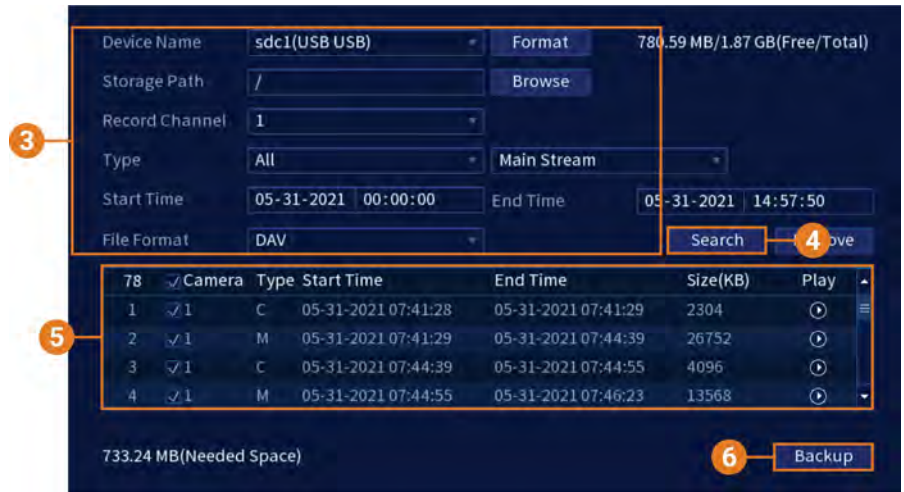 Device Name sdc1(USB USB) Format 780.59 MB/1.87 GB(Free/Total)
Storage Path / Browse
Record Channel 1
3
Type All Main Stream
Start Time 05-31-2021 00:00:00 End Time 05-31-2021 14:57:50
File Format DAV Search 4 ove
78 Camera Type Start Time End Time Size(KB) Play
1 1 C 05-31-2021 07:41:28 05-31-2021 07:41:29 2304
5 2 1 M 05-31-2021 07:41:29 05-31-2021 07:44:39 26752
3 1 C 05-31-2021 07:44:39 05-31-2021 07:44:55 4096
4 1 M 05-31-2021 07:44:55 05-31-2021 07:46:23 13568
733.24 MB(Needed Space) 6 Backup